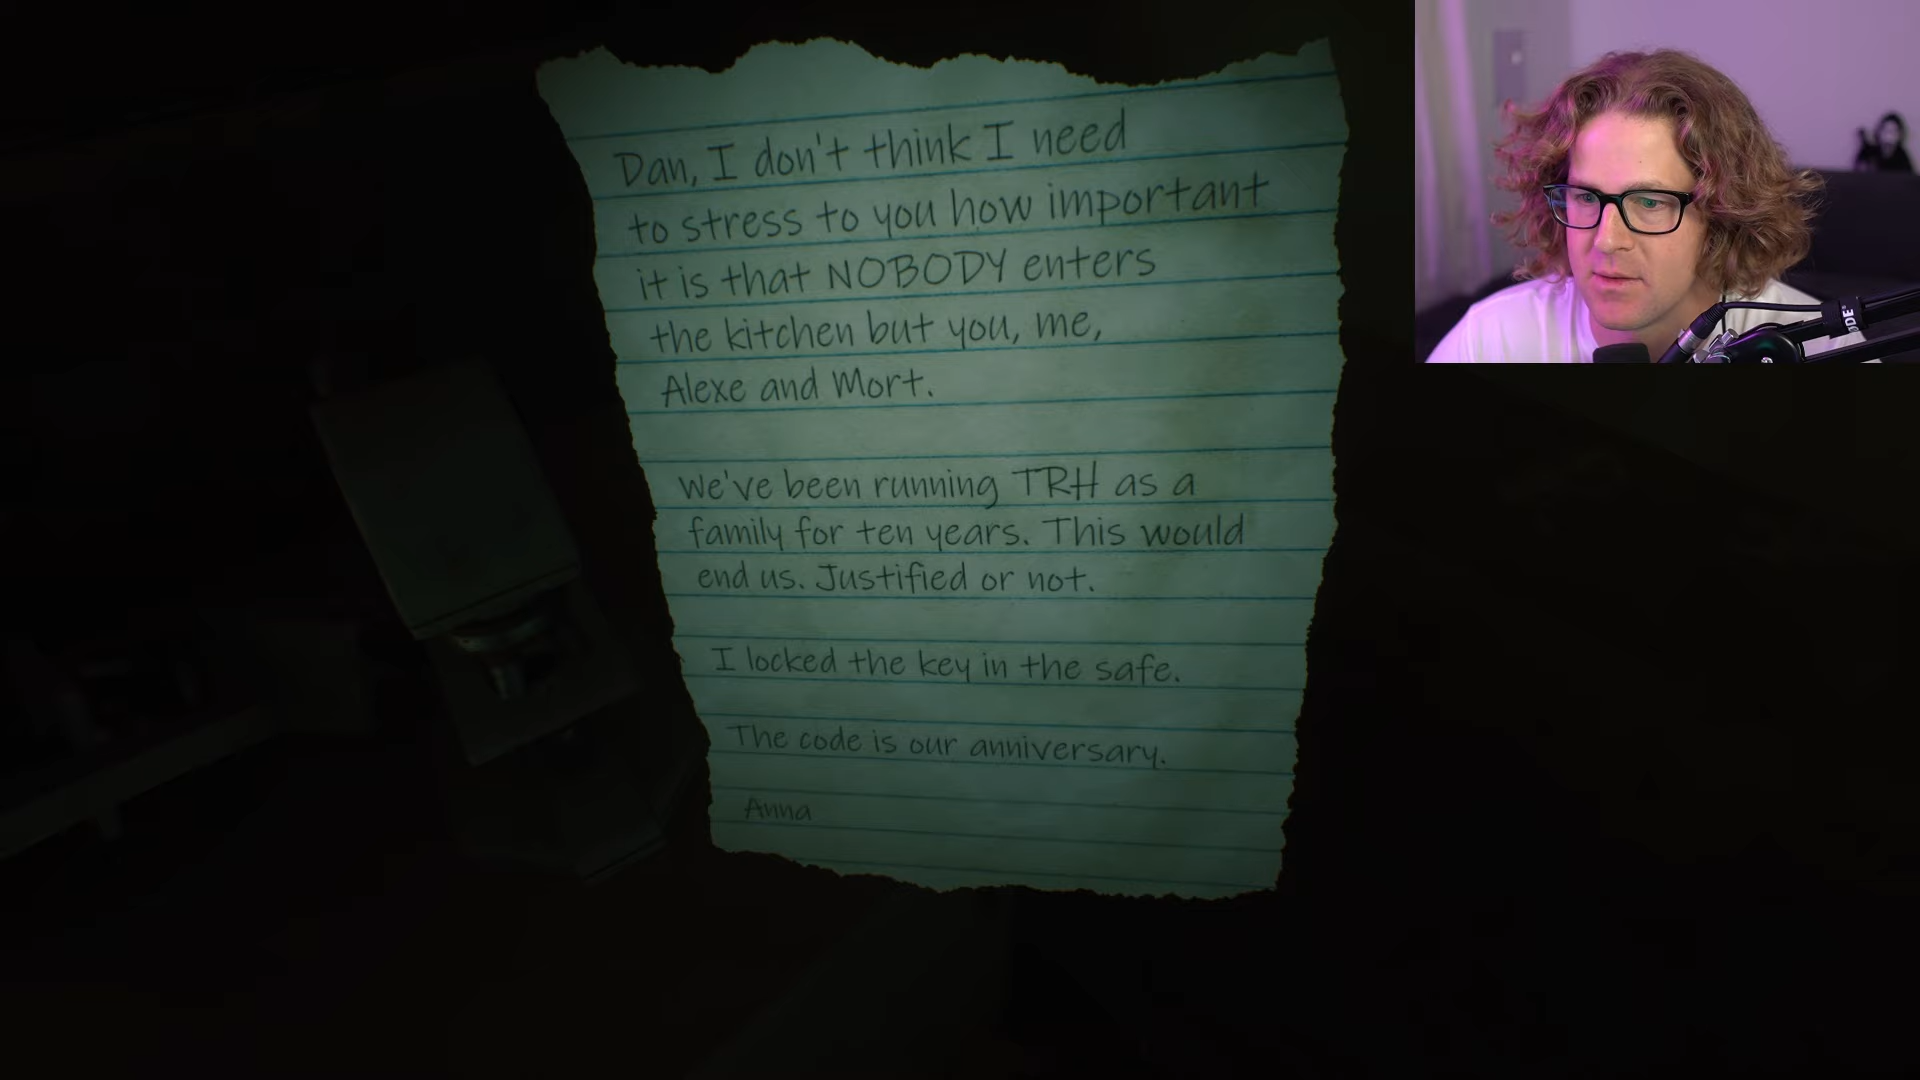 Dan, I don't think I need
to stress to you how important
it is that NOBODY enters
the kitchen but you, me,
Alexe and Mort.
We've been running TRH as a
family for ten years. This would
end us. Justified or not.
I locked the key in the safe.
The code is our anniversary.
Anna